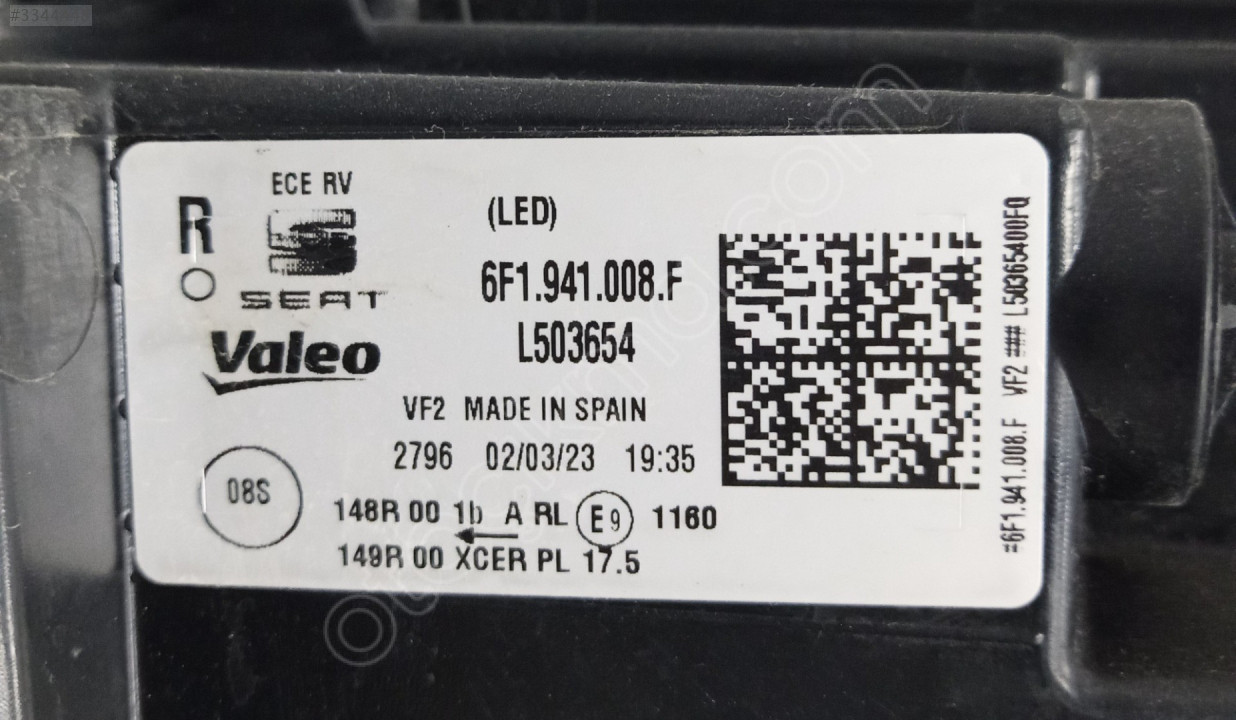 ECE RV
R
SEAT
Valeo
(LED)
6F1.941.008.F
L503654
VF2 MADE IN SPAIN
2796 02/03/23 19:35
08S
148R 00 1b A RL E9 1160
149R 00 XCER PL 17.5
=6F1.941.008.F VF2 ### L50365400FQ